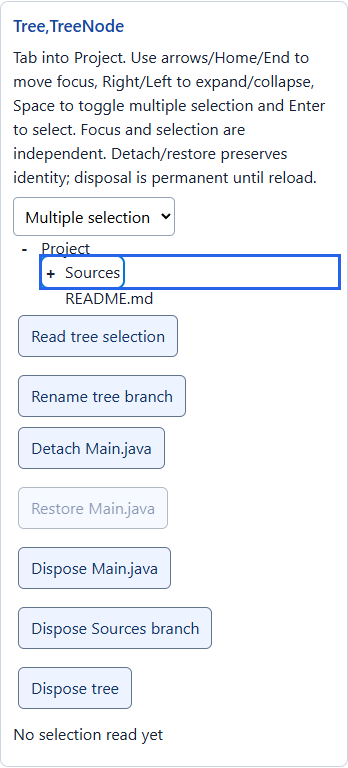 Tree,TreeNode
Tab into Project. Use arrows/Home/End to
move focus, Right/Left to expand/collapse,
Space to toggle multiple selection and Enter
to select. Focus and selection are
independent. Detach/restore preserves
identity; disposal is permanent until reload.
Multiple selection
- Project
+ Sources
README.md
Read tree selection
Rename tree branch
Detach Main.java
Restore Main.java
Dispose Main.java
Dispose Sources branch
Dispose tree
No selection read yet